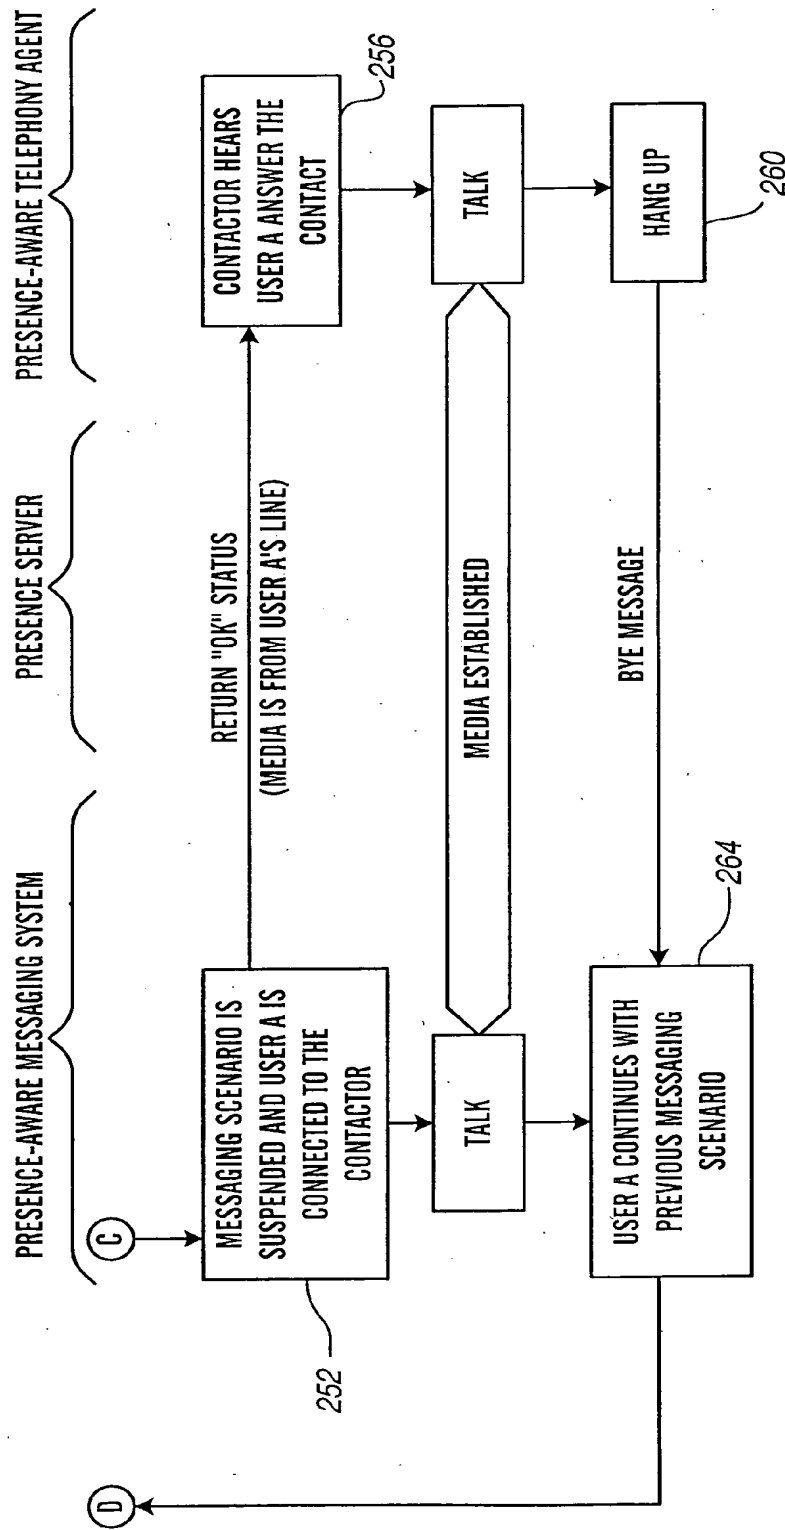 PRESENCE-AWARE MESSAGING SYSTEM
PRESENCE SERVER
PRESENCE-AWARE TELEPHONY AGENT
C
D
MESSAGING SCENARIO IS
SUSPENDED AND USER A IS
CONNECTED TO THE
CONTACTOR
252
RETURN "OK" STATUS
(MEDIA IS FROM USER A'S LINE)
CONTACTOR HEARS
USER A ANSWER THE
CONTACT
256
TALK
MEDIA ESTABLISHED
TALK
USER A CONTINUES WITH
PREVIOUS MESSAGING
SCENARIO
264
BYE MESSAGE
HANG UP
260